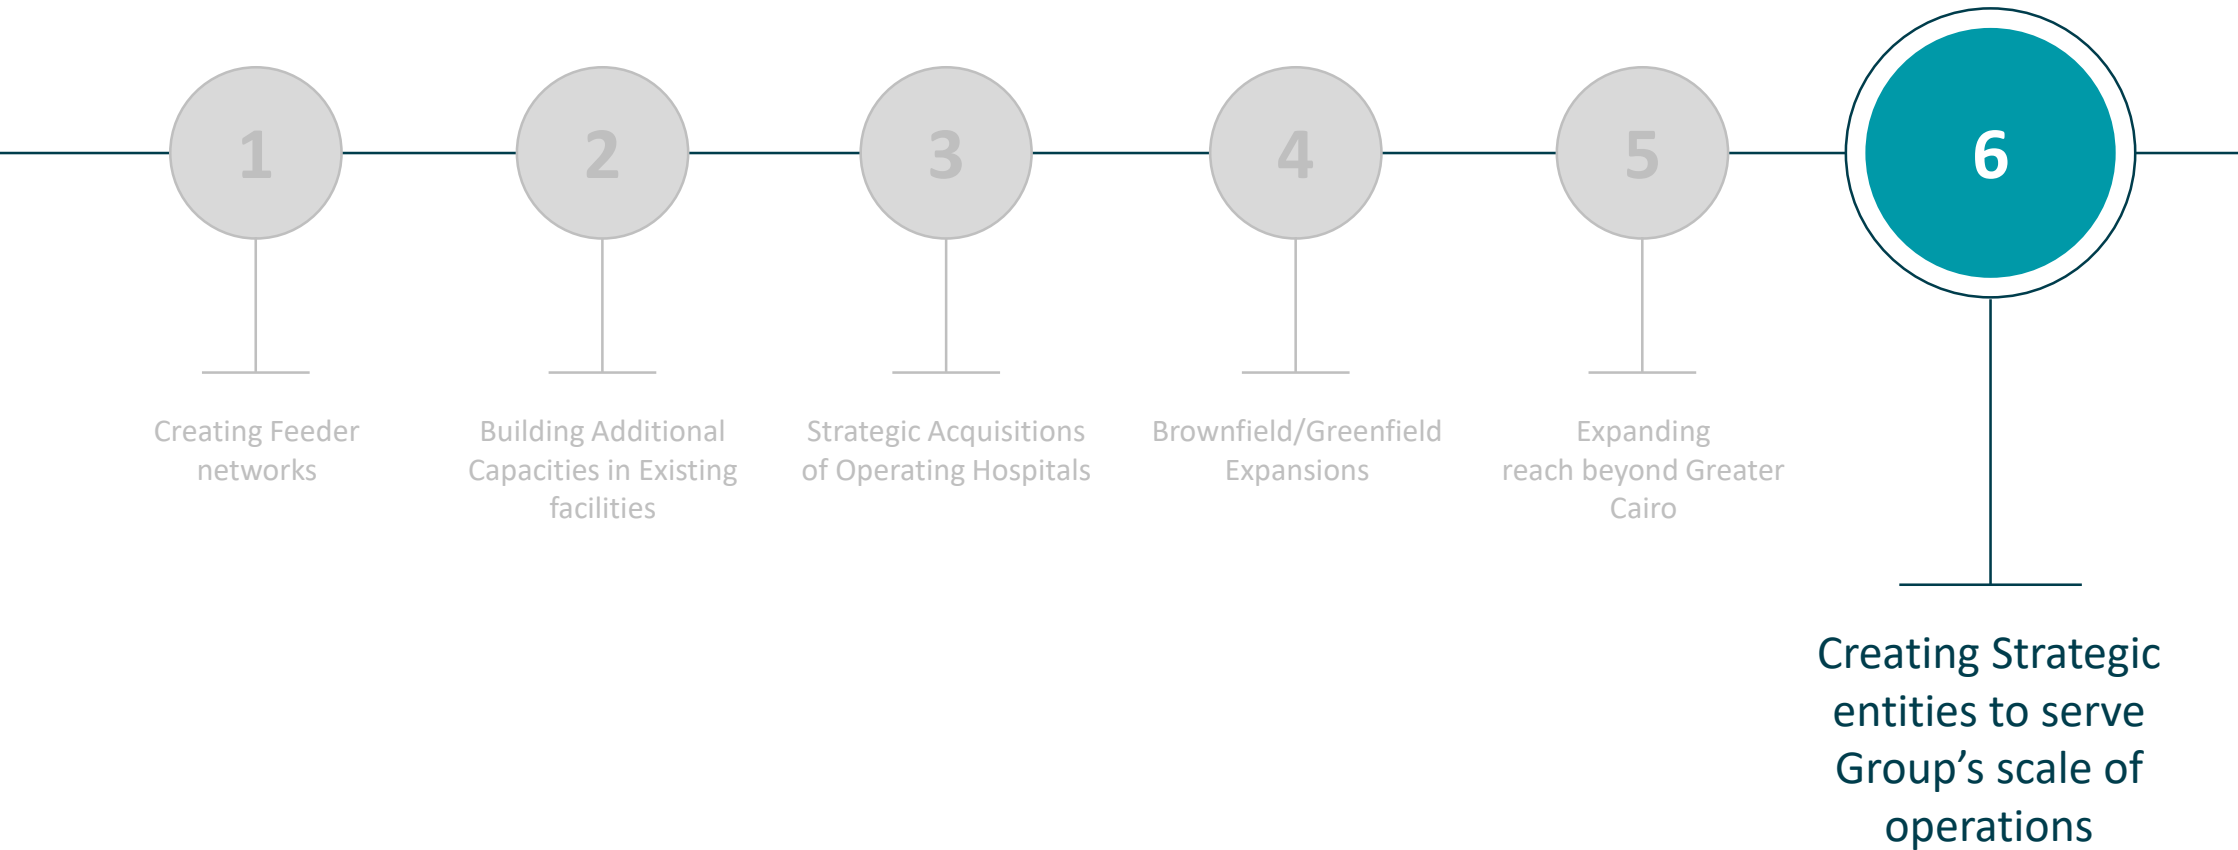 1
2
3
4
5
6
Creating Feeder
networks
Building Additional
Capacities in Existing
facilities
Strategic Acquisitions
of Operating Hospitals
Brownfield/Greenfield
Expansions
Expanding
reach beyond Greater
Cairo
Creating Strategic
entities to serve
Group’s scale of
operations